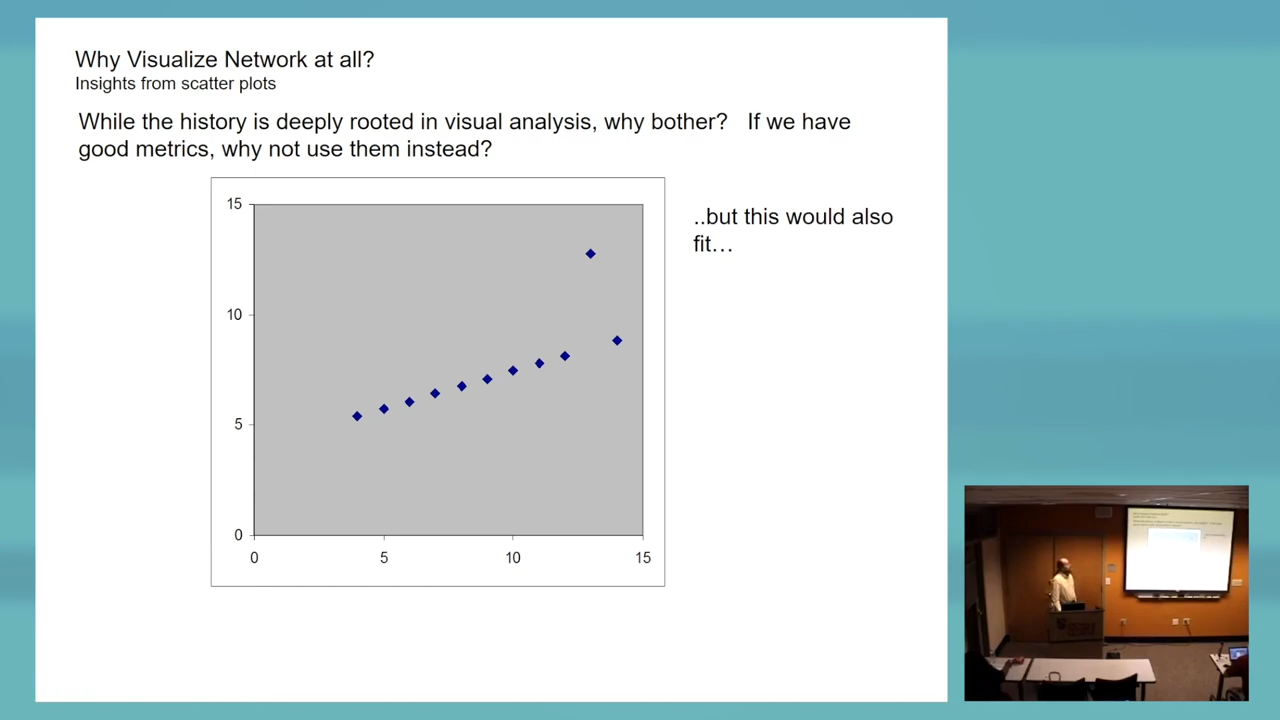 Why Visualize Network at all?
Insights from scatter plots
While the history is deeply rooted in visual analysis, why bother? If we have
good metrics, why not use them instead?
15
10
5
0
0 5 10 15
..but this would also
fit…